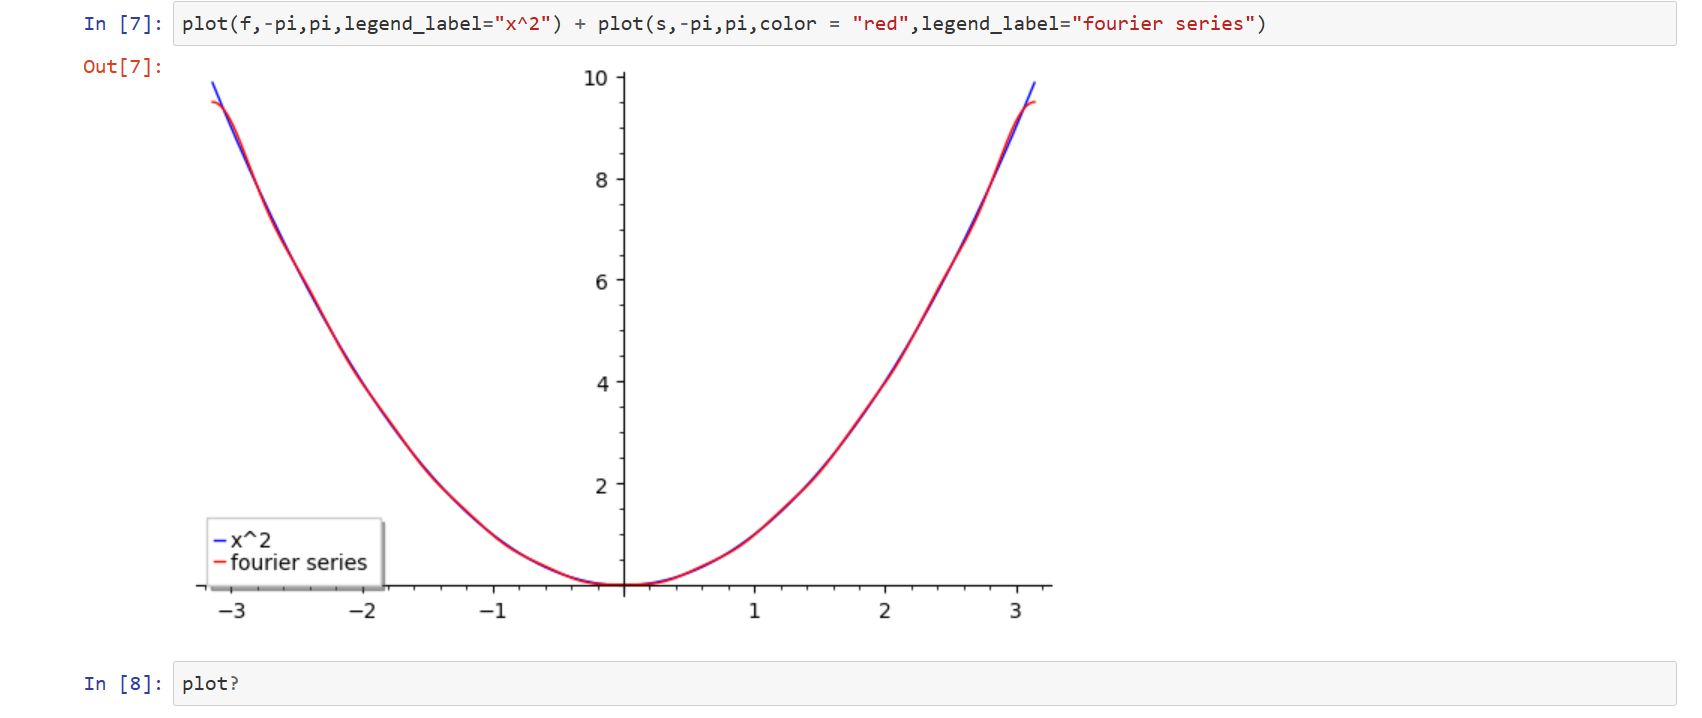 In [7]: plot(f,-pi,pi,legend_label="x^2") + plot(s,-pi,pi,color = "red",legend_label="fourier series")
Out[7]:
10
8
6
4
2
x^2
fourier series
−3 −2 −1 1 2 3
In [8]: plot?